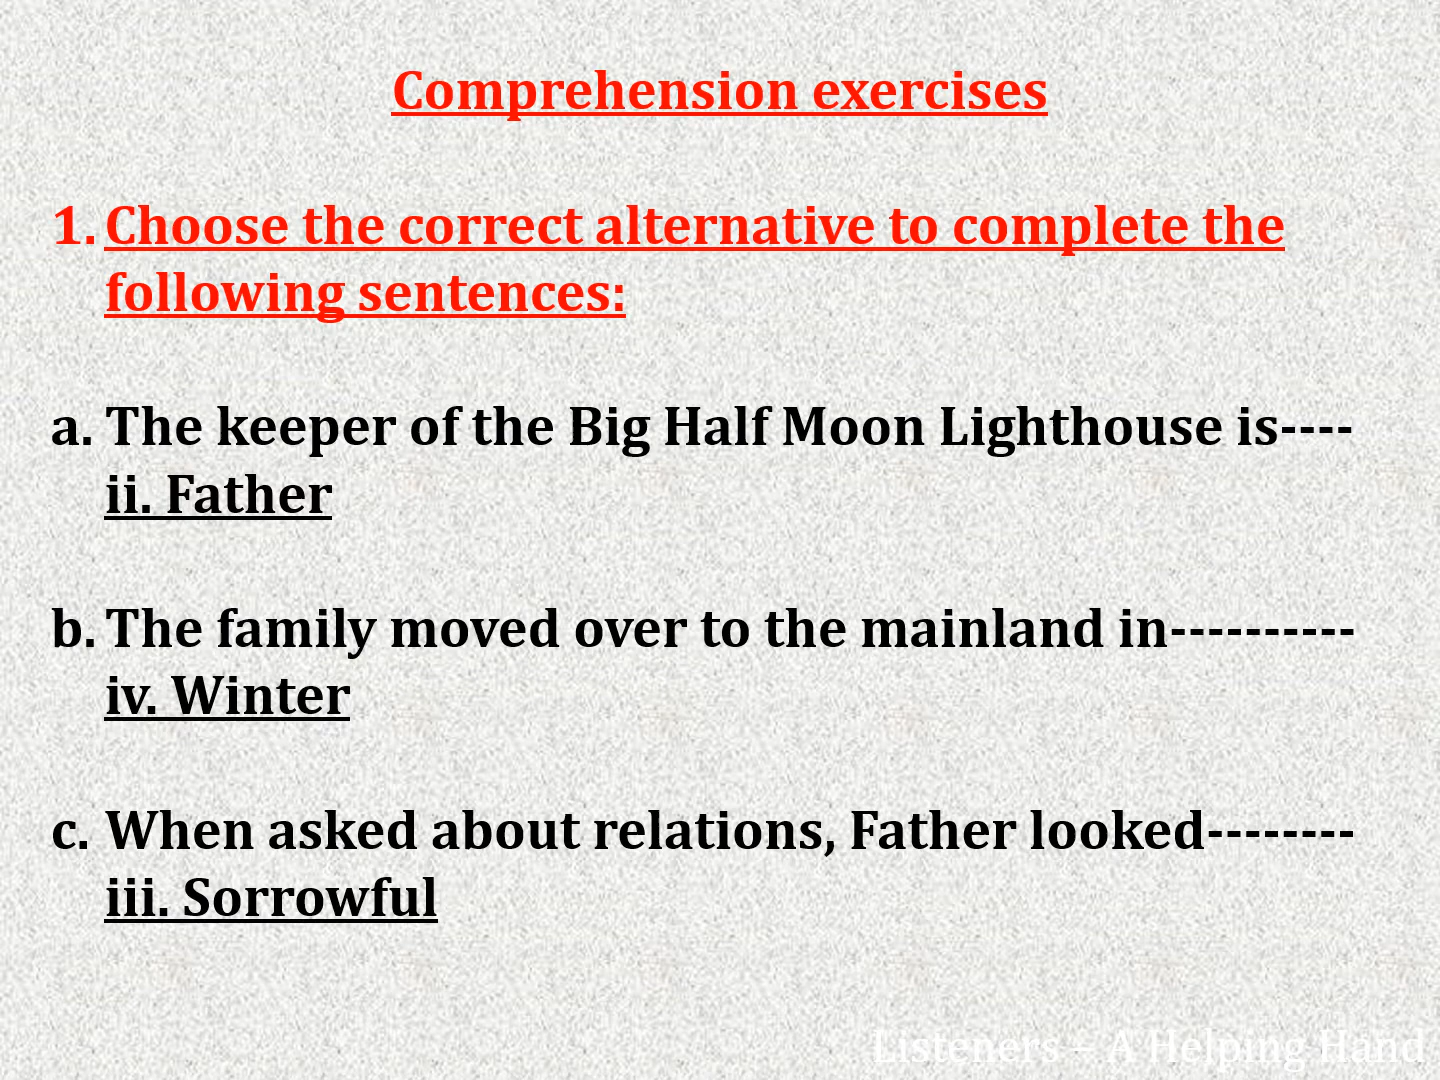 Comprehension exercises
1. Choose the correct alternative to complete the
following sentences:
a. The keeper of the Big Half Moon Lighthouse is----
ii. Father
b. The family moved over to the mainland in----------
iv. Winter
c. When asked about relations, Father looked--------
iii. Sorrowful
Listeners – A Helping Hand